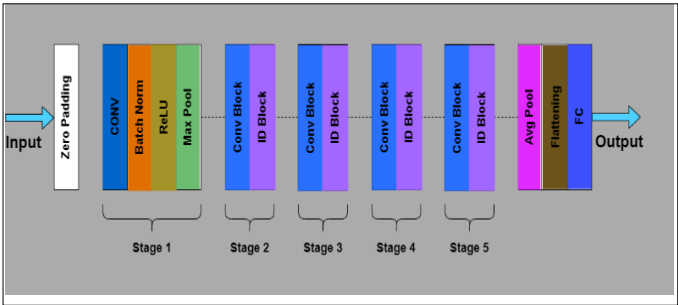 Input
Zero Padding
CONV
Batch Norm
ReLU
Max Pool
Conv Block
ID Block
Conv Block
ID Block
Conv Block
ID Block
Conv Block
ID Block
Avg Pool
Flattening
FC
Output
Stage 1
Stage 2
Stage 3
Stage 4
Stage 5